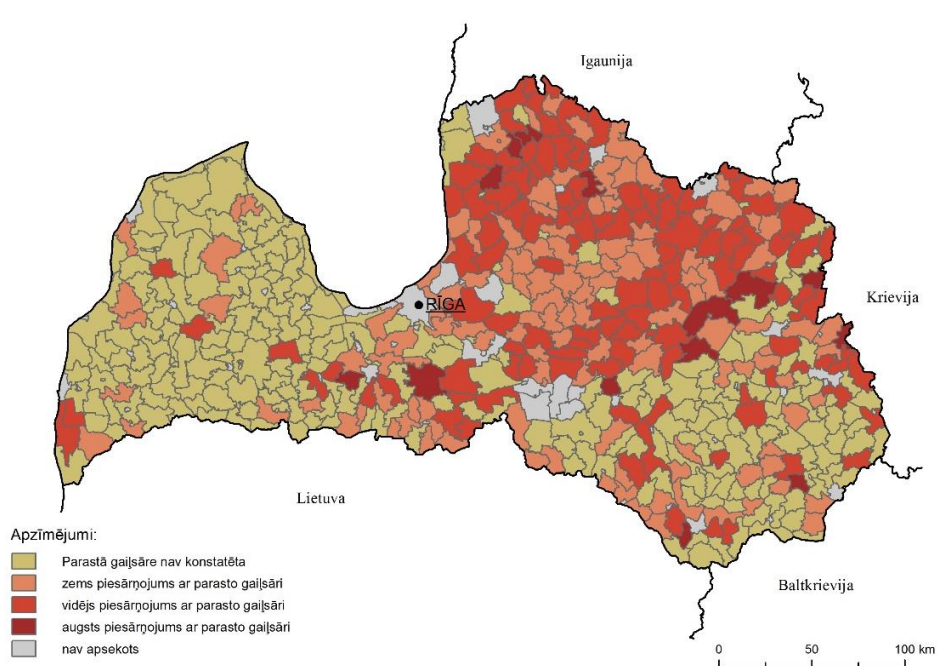 Igaunija
RĪGA
Krievija
Lietuva
Baltkrievija
Apzīmējumi:
Parastā gaiļsāre nav konstatēta
zems piesārņojums ar parasto gaiļsāri
vidējs piesārņojums ar parasto gaiļsāri
augsts piesārņojums ar parasto gaiļsāri
nav apsekots
0 50 100 km